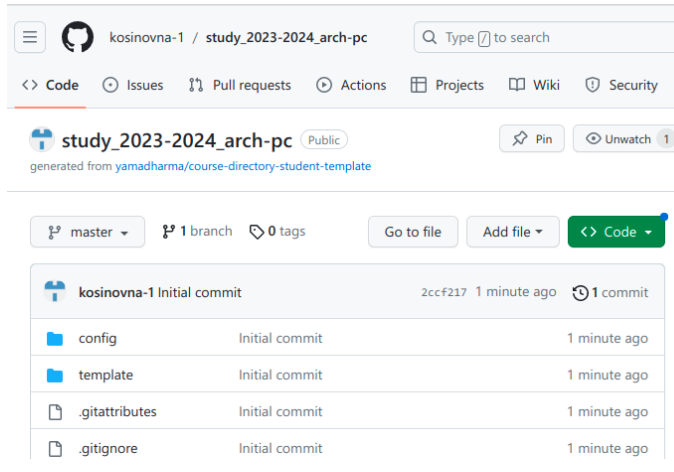 kosinovna-1 / study_2023-2024_arch-pc Type / to search
Code Issues Pull requests Actions Projects Wiki Security
study_2023-2024_arch-pc Public Pin Unwatch 1
generated from yamadharma/course-directory-student-template
master 1 branch 0 tags Go to file Add file Code
kosinovna-1 Initial commit 2ccf217 1 minute ago 1 commit
config Initial commit 1 minute ago
template Initial commit 1 minute ago
.gitattributes Initial commit 1 minute ago
.gitignore Initial commit 1 minute ago